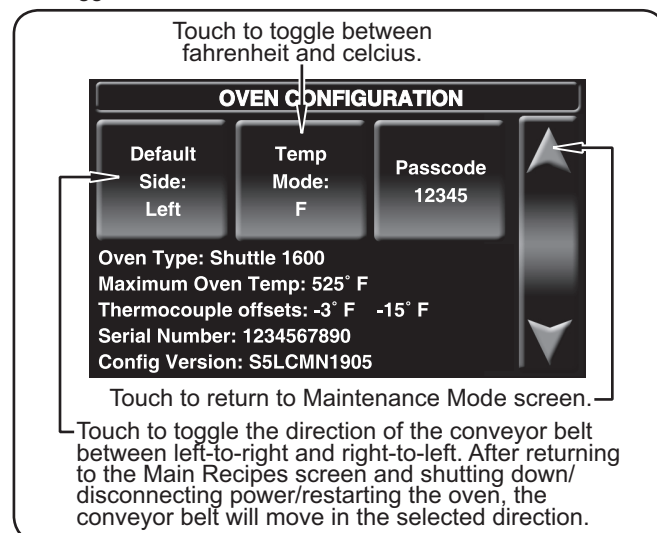 Touch to toggle between
fahrenheit and celcius.
OVEN CONFIGURATION
Default
Side:
Left
Temp
Mode:
F
Passcode
12345
Oven Type: Shuttle 1600
Maximum Oven Temp: 525° F
Thermocouple offsets: -3° F -15° F
Serial Number: 1234567890
Config Version: S5LCMN1905
Touch to return to Maintenance Mode screen.
Touch to toggle the direction of the conveyor belt
between left-to-right and right-to-left. After returning
to the Main Recipes screen and shutting down/
disconnecting power/restarting the oven, the
conveyor belt will move in the selected direction.